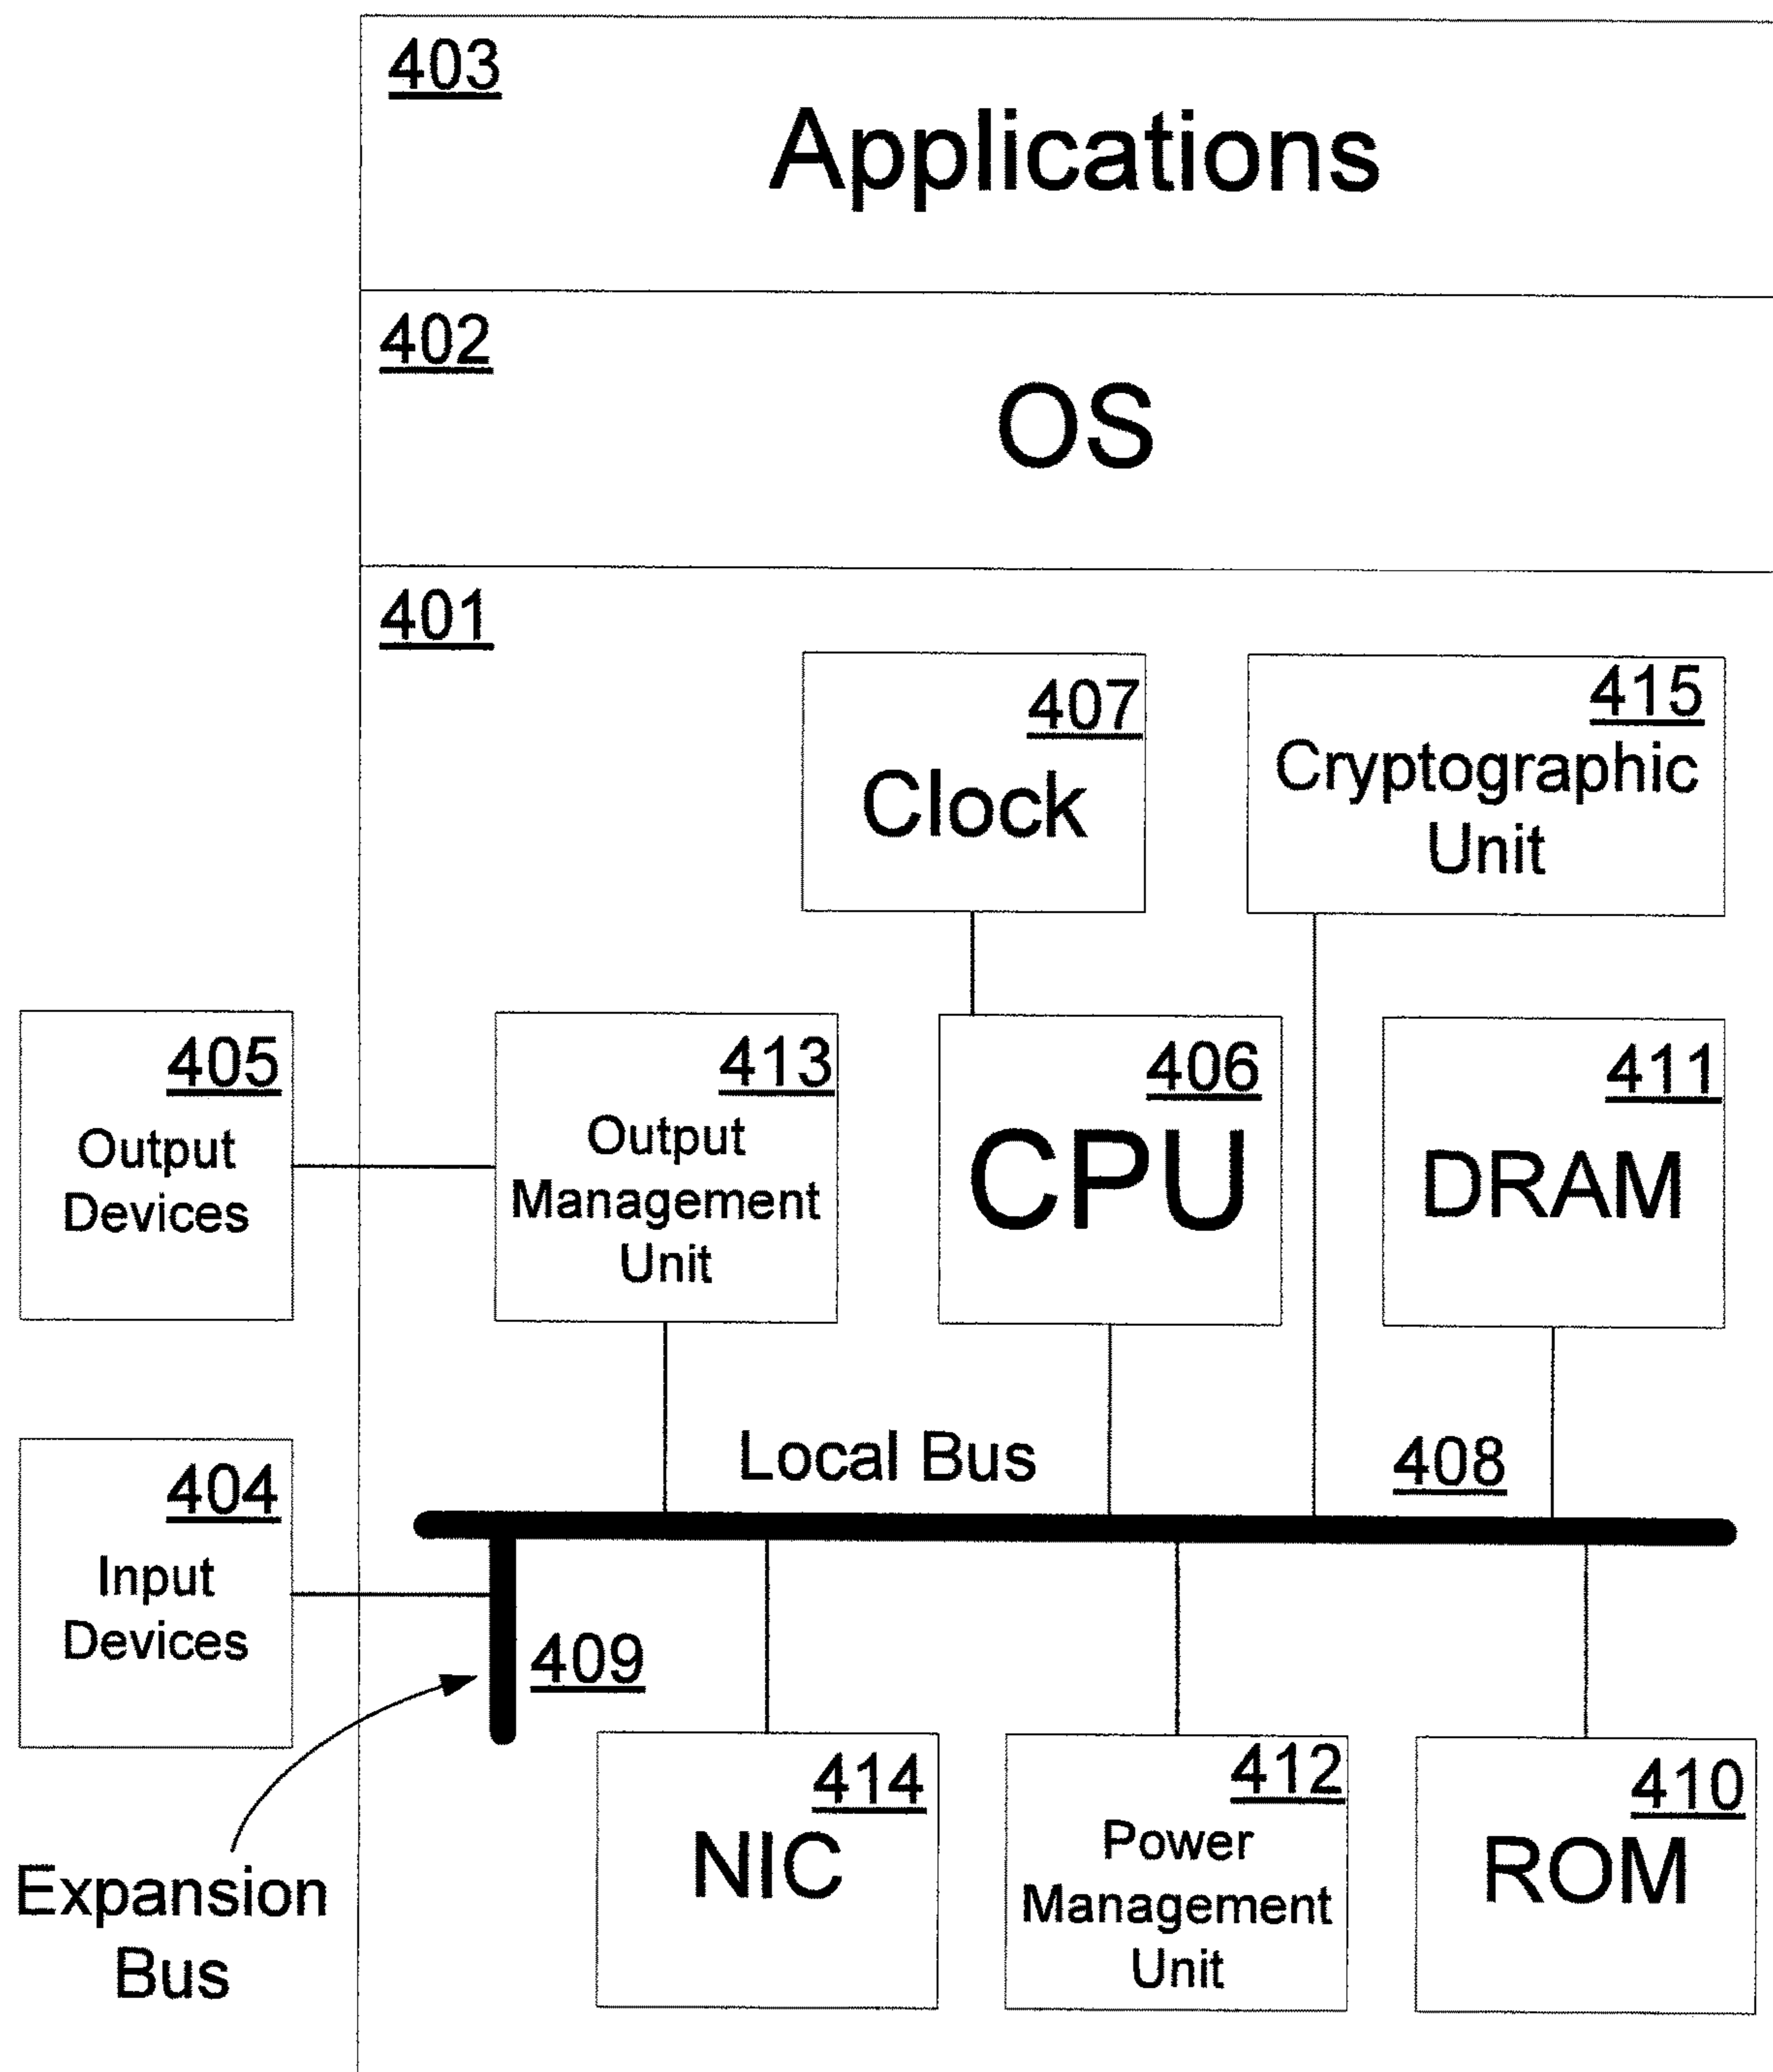 403
Applications
402
OS
401
407
Clock
415
Cryptographic
Unit
405
Output
Devices
413
Output
Management
Unit
406
CPU
411
DRAM
Local Bus
408
404
Input
Devices
409
Expansion
Bus
414
NIC
412
Power
Management
Unit
410
ROM